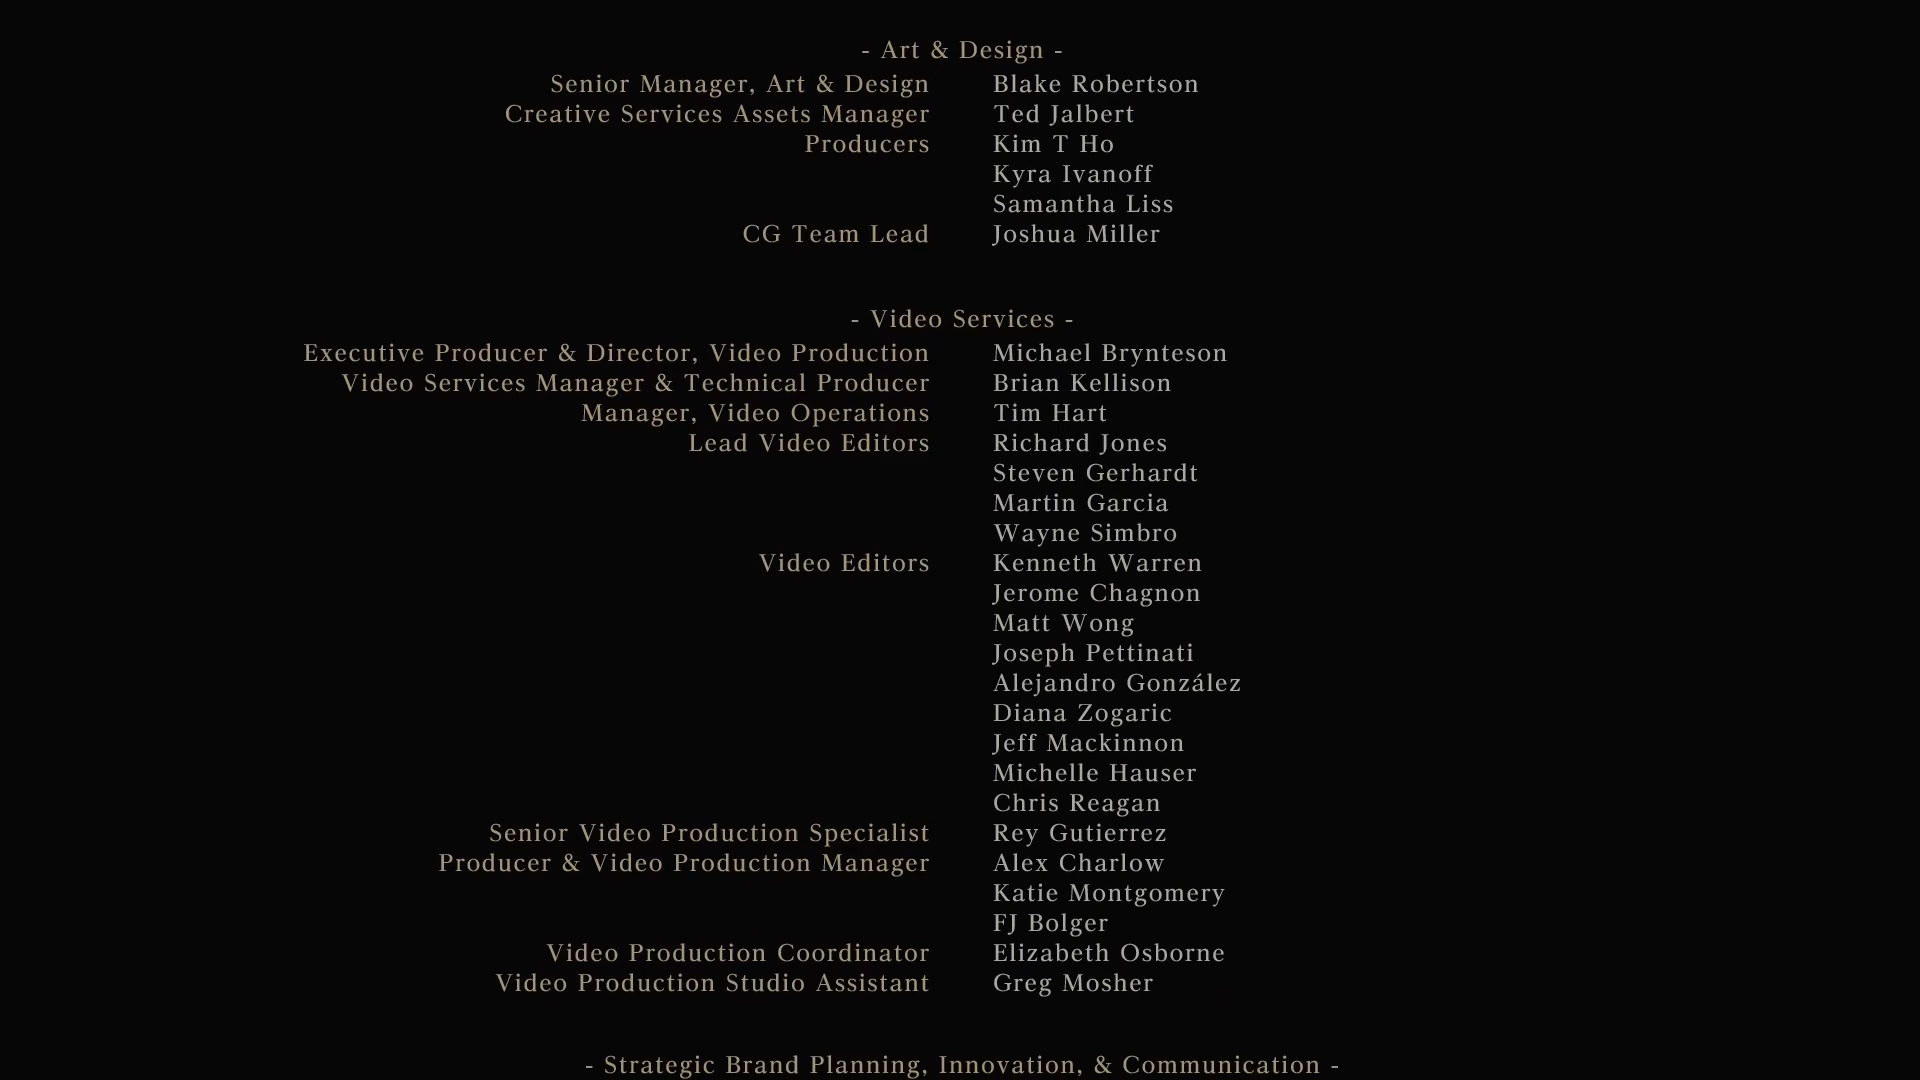 - Art & Design -
Senior Manager, Art & Design Blake Robertson
Creative Services Assets Manager Ted Jalbert
Producers Kim T Ho
Kyra Ivanoff
Samantha Liss
CG Team Lead Joshua Miller
- Video Services -
Executive Producer & Director, Video Production Michael Brynteson
Video Services Manager & Technical Producer Brian Kellison
Manager, Video Operations Tim Hart
Lead Video Editors Richard Jones
Steven Gerhardt
Martin Garcia
Wayne Simbro
Video Editors Kenneth Warren
Jerome Chagnon
Matt Wong
Joseph Pettinati
Alejandro González
Diana Zogaric
Jeff Mackinnon
Michelle Hauser
Chris Reagan
Senior Video Production Specialist Rey Gutierrez
Producer & Video Production Manager Alex Charlow
Katie Montgomery
FJ Bolger
Video Production Coordinator Elizabeth Osborne
Video Production Studio Assistant Greg Mosher
- Strategic Brand Planning, Innovation, & Communication -